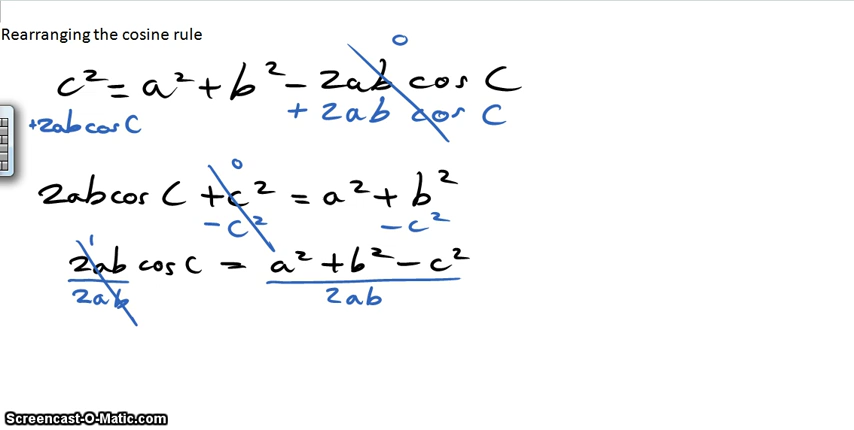 Rearranging the cosine rule
0
c² = a² + b² - 2ab cos C
+2ab cos C + 2ab cos C
0
2ab cos C + c² = a² + b²
- c² - c²
1
2ab cos C = a² + b² - c²
2ab 2ab
Screencast-O-Matic.com